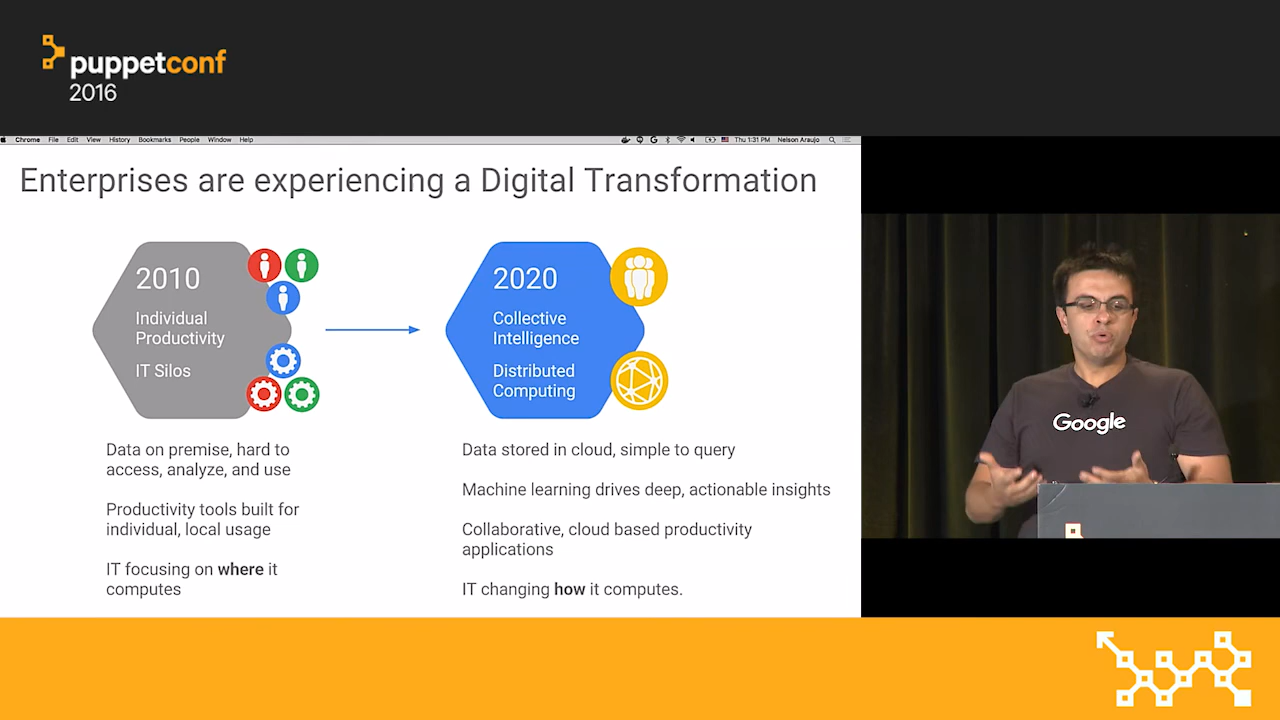 puppetconf
2016
Chrome File Edit View History Bookmarks People Window Help
Thu 1:31 PM Nelson Araujo
Enterprises are experiencing a Digital Transformation
2010
Individual
Productivity
IT Silos
2020
Collective
Intelligence
Distributed
Computing
Data on premise, hard to
access, analyze, and use
Productivity tools built for
individual, local usage
IT focusing on where it
computes
Data stored in cloud, simple to query
Machine learning drives deep, actionable insights
Collaborative, cloud based productivity
applications
IT changing how it computes.
Google